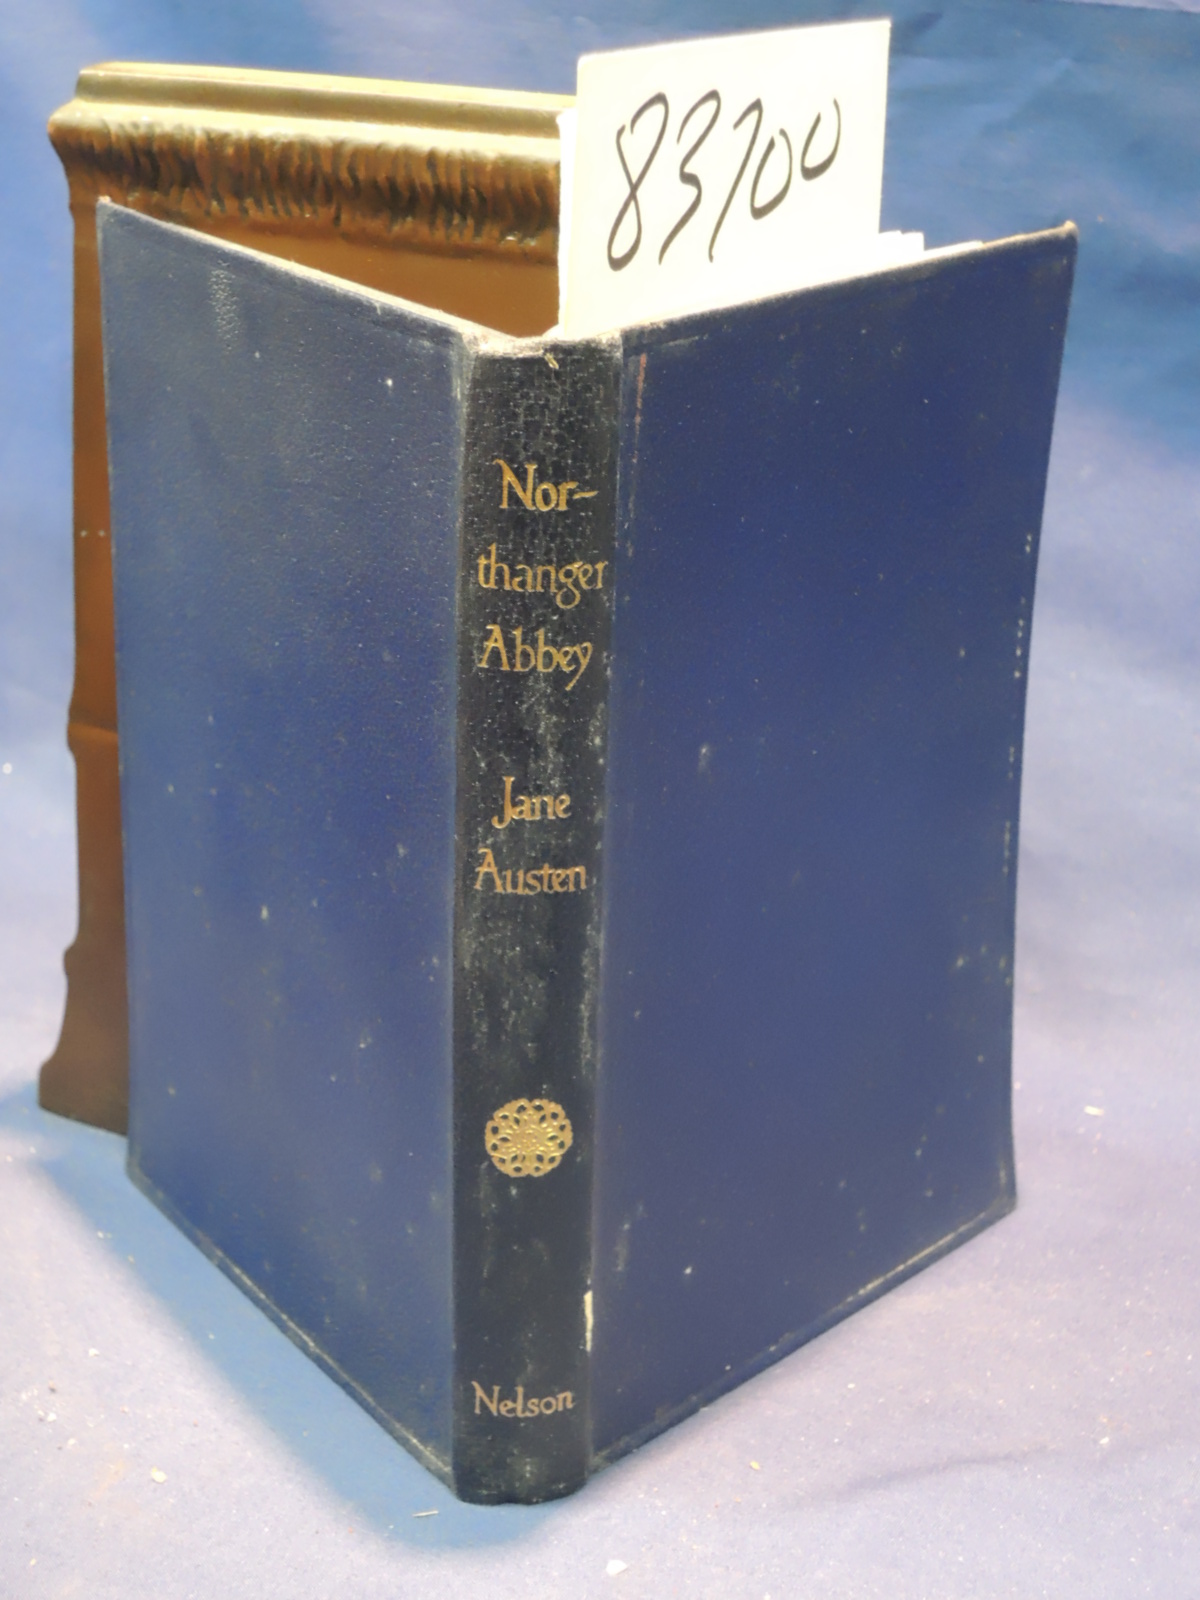 83700
Nor-
thanger
Abbey
Jane
Austen
Nelson